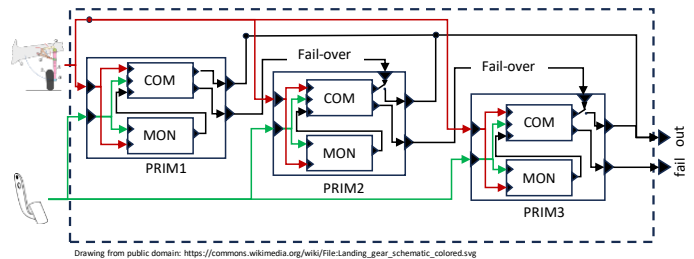 Fail-over
Fail-over
COM
MON
PRIM1
COM
MON
PRIM2
COM
MON
PRIM3
out
fail
Drawing from public domain: https://commons.wikimedia.org/wiki/File:Landing_gear_schematic_colored.svg